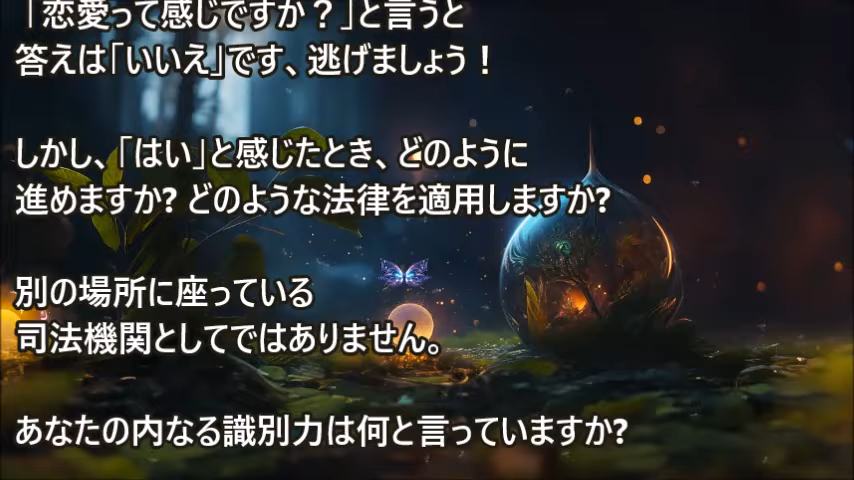 「恋愛って感じですか？」と言うと
答えは「いいえ」です、逃げましょう！
しかし、「はい」と感じたとき、どのように
進めますか? どのような法律を適用しますか?
別の場所に座っている
司法機関としてではありません。
あなたの内なる識別力は何と言っていますか?